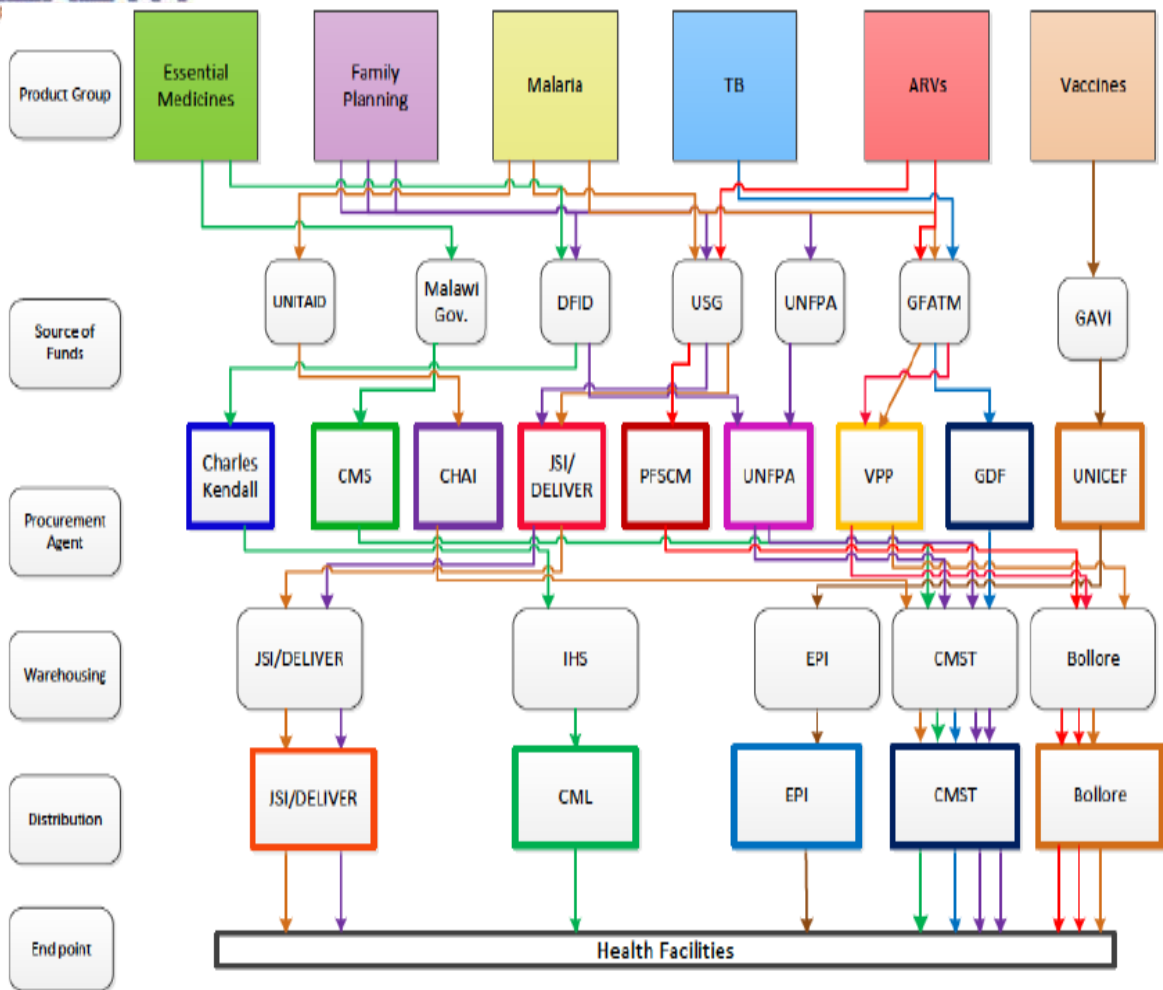 Product Group
Essential
Medicines
Family
Planning
Malaria
TB
ARVs
Vaccines
Source of
Funds
UNITAID
Malawi
Gov.
DFID
USG
UNFPA
GFATM
GAVI
Procurement
Agent
Charles
Kendall
CMS
CHAI
JSI/
DELIVER
PFSCM
UNFPA
VPP
GDF
UNICEF
Warehousing
JSI/DELIVER
IHS
EPI
CMST
Bollore
Distribution
JSI/DELIVER
CML
EPI
CMST
Bollore
End point
Health Facilities